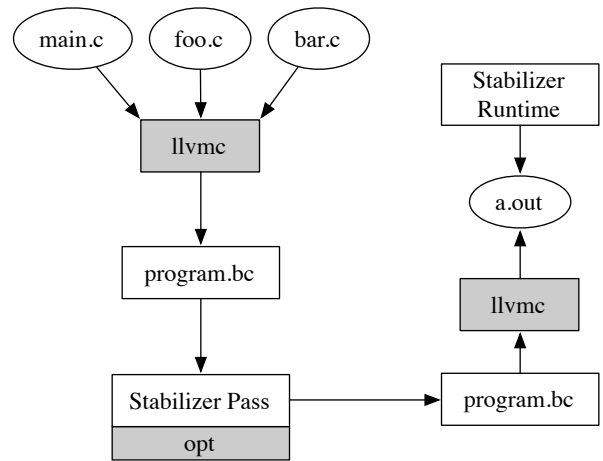 main.c
foo.c
bar.c
llvmc
program.bc
Stabilizer Pass
opt
Stabilizer
Runtime
a.out
llvmc
program.bc